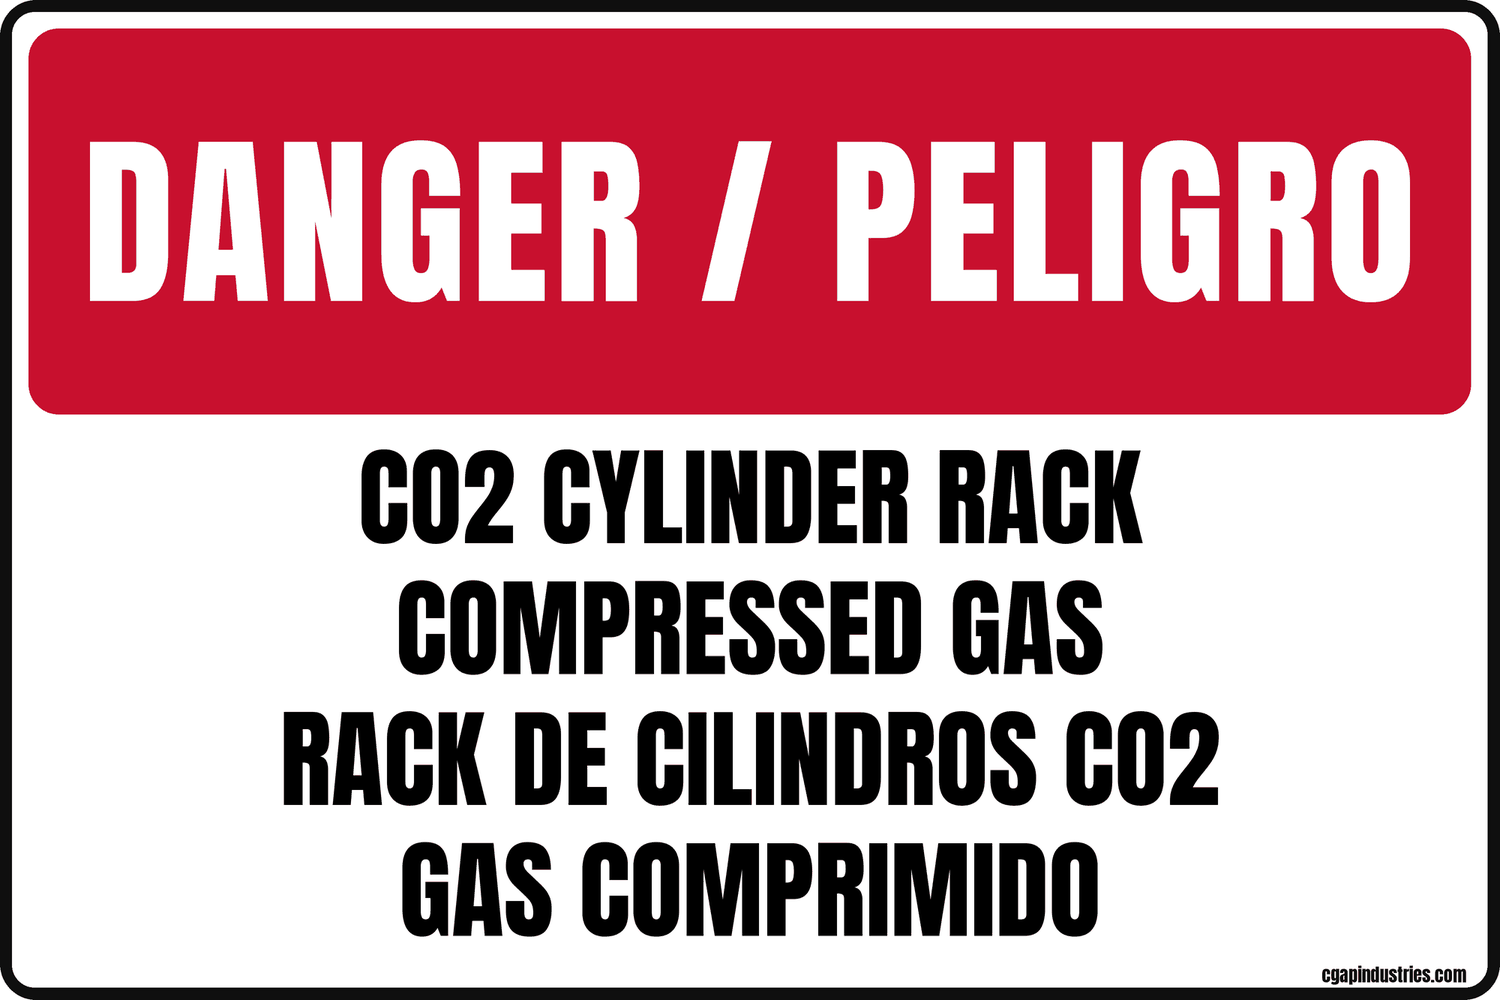 DANGER / PELIGRO
CO2 CYLINDER RACK
COMPRESSED GAS
RACK DE CILINDROS CO2
GAS COMPRIMIDO
cgapindustries.com